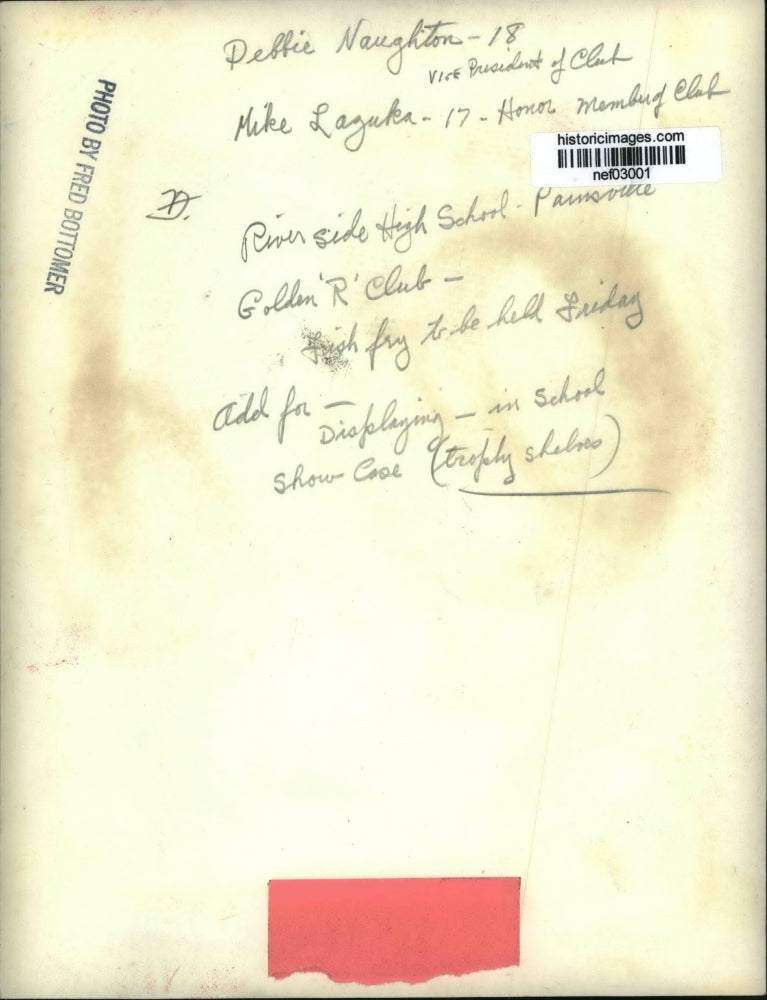 Debbie Naughton - 18
Vice President of Club
Mike Lazuka - 17 - Honor Member of Club
historicimages.com
nef03001
PHOTO BY FRED BOTTOMER
River side High School - Painsville
Golden 'R' Club -
Fish fry to be held Friday
Add for -
Displaying - in School
Show Case (trophy shelves)